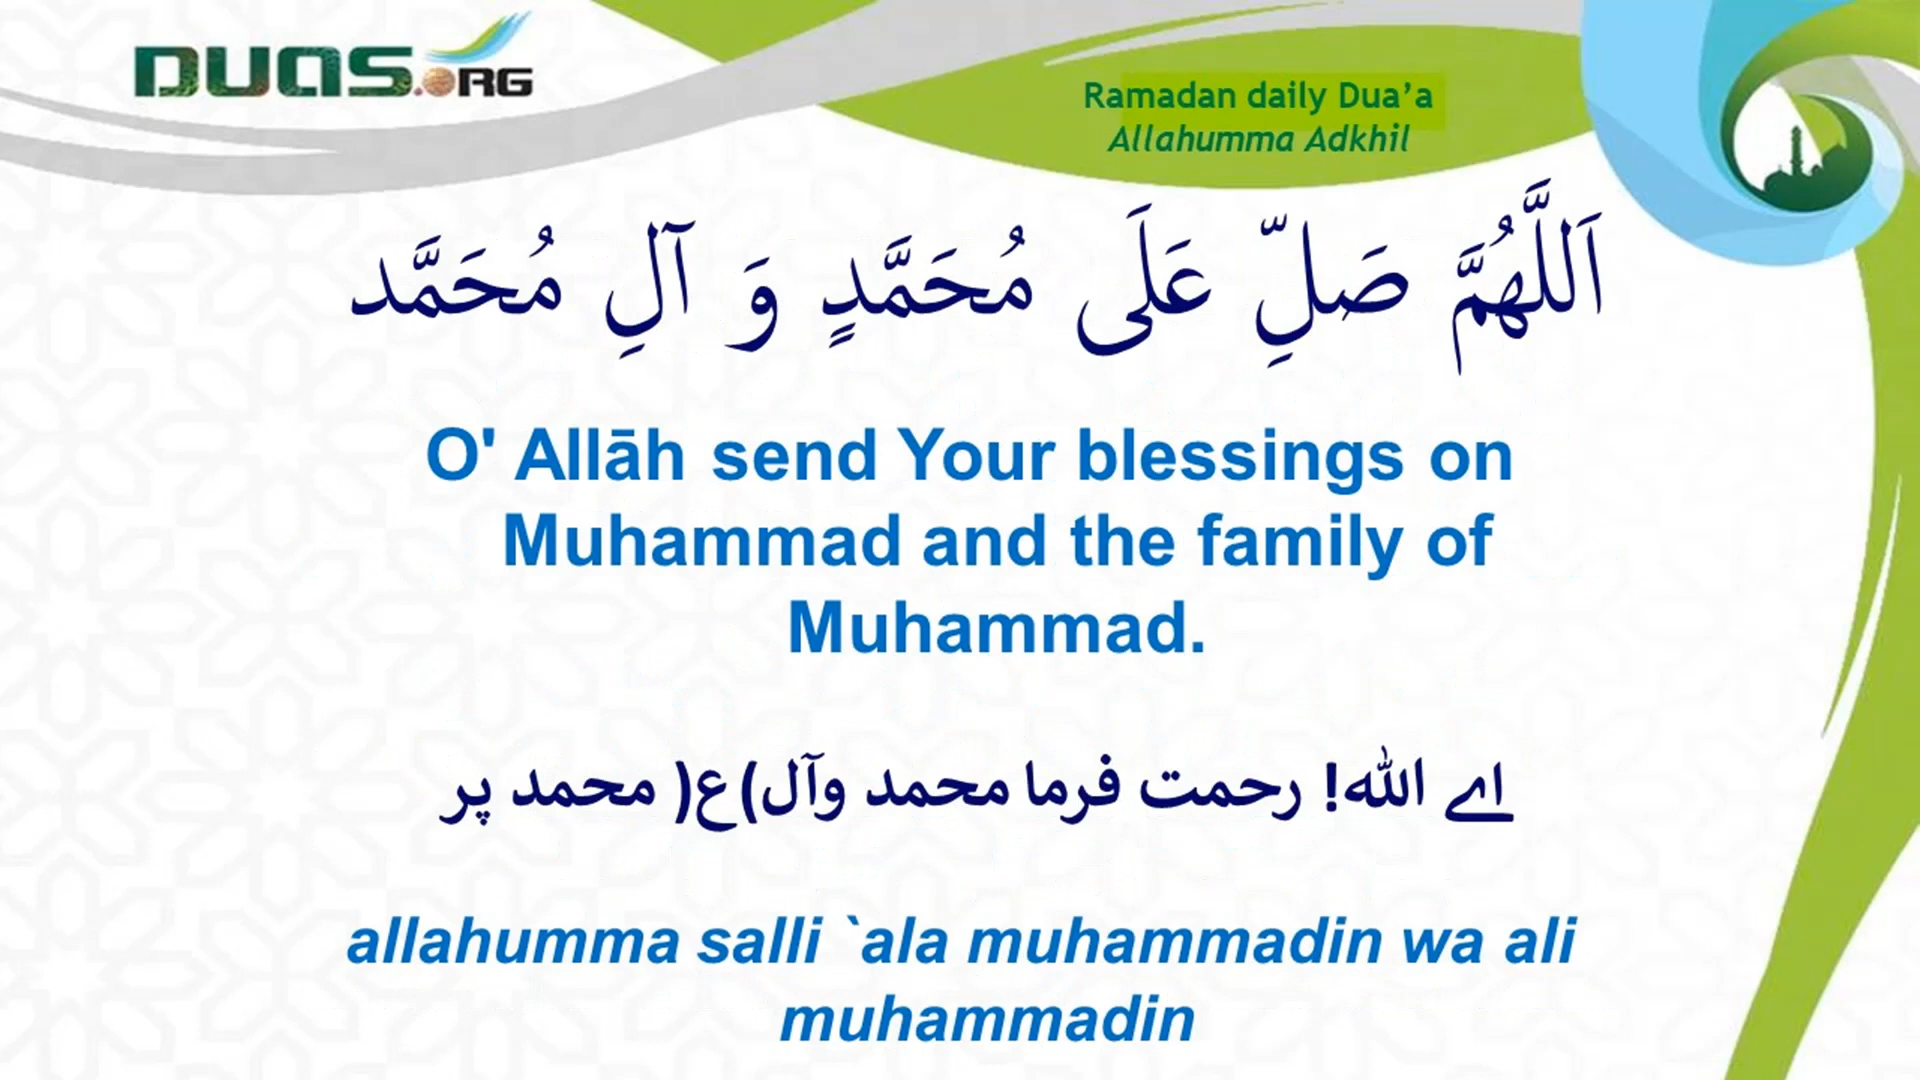 DUAS.ORG
Ramadan daily Dua’a
Allahumma Adkhil
اَللَّهُمَّ صَلِّ عَلَى مُحَمَّدٍ وَ آلِ مُحَمَّد
O' Allāh send Your blessings on
Muhammad and the family of
Muhammad.
اے الله! رحمت فرما محمد وآل)ع( محمد پر
allahumma salli `ala muhammadin wa ali
muhammadin